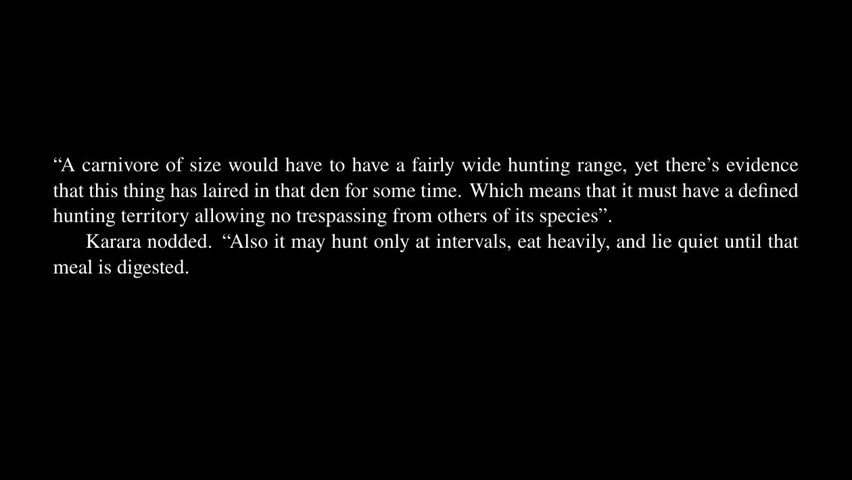 “A carnivore of size would have to have a fairly wide hunting range, yet there’s evidence
that this thing has laired in that den for some time. Which means that it must have a defined
hunting territory allowing no trespassing from others of its species”.
Karara nodded. “Also it may hunt only at intervals, eat heavily, and lie quiet until that
meal is digested.